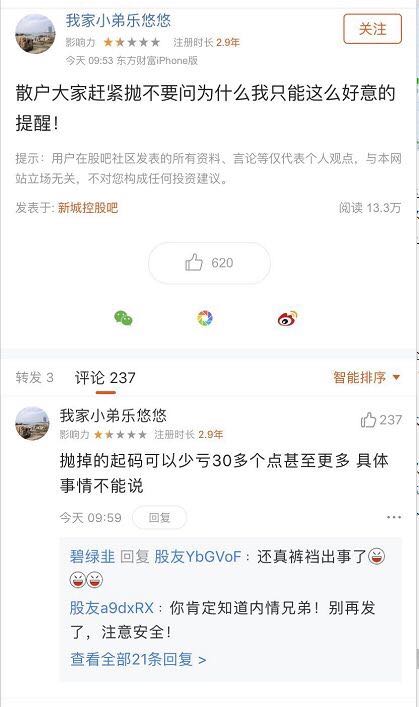 我家小弟乐悠悠
关注
影响力 注册时长 2.9年
今天 09:53 东方财富iPhone版
散户大家赶紧抛不要问为什么我只能这么好意的
提醒！
提示：用户在股吧社区发表的所有资料、言论等仅代表个人观点，与本网
站立场无关，不对您构成任何投资建议。
发表于: 新城控股吧
阅读 13.3万
620
转发 3 评论 237 智能排序
我家小弟乐悠悠
237
影响力 注册时长 2.9年
抛掉的起码可以少亏30多个点甚至更多 具体
事情不能说
今天 09:59 回复
碧绿韭 回复 股友YbGVoF：还真裤裆出事了
股友a9dxRX：你肯定知道内情兄弟！别再发
了，注意安全！
查看全部21条回复 >